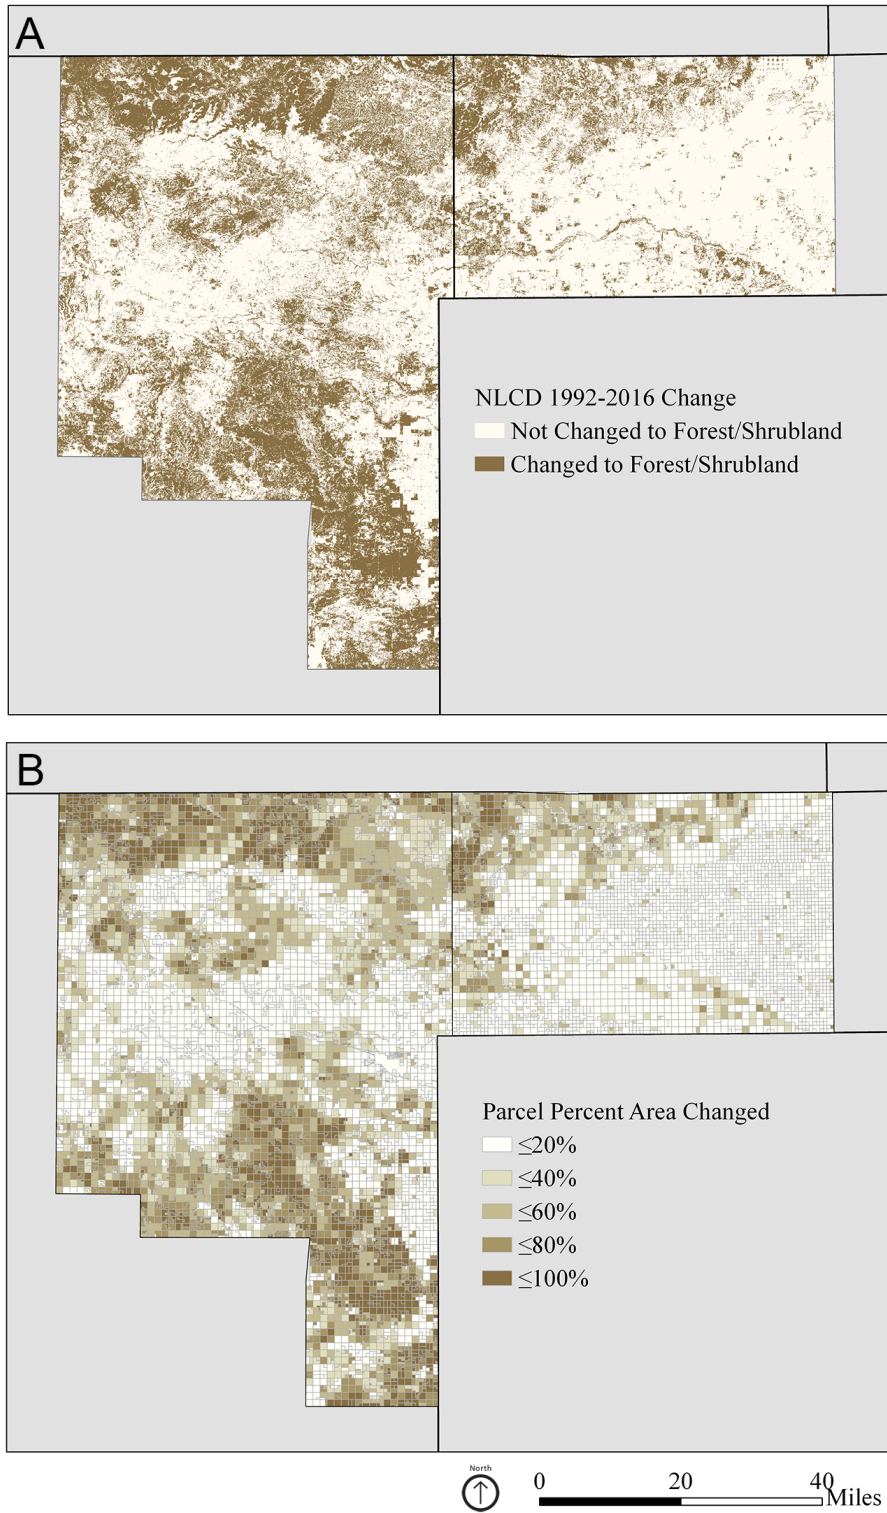 A
NLCD 1992-2016 Change
Not Changed to Forest/Shrubland
Changed to Forest/Shrubland
B
Parcel Percent Area Changed
≤20%
≤40%
≤60%
≤80%
≤100%
North
0 20 40
Miles